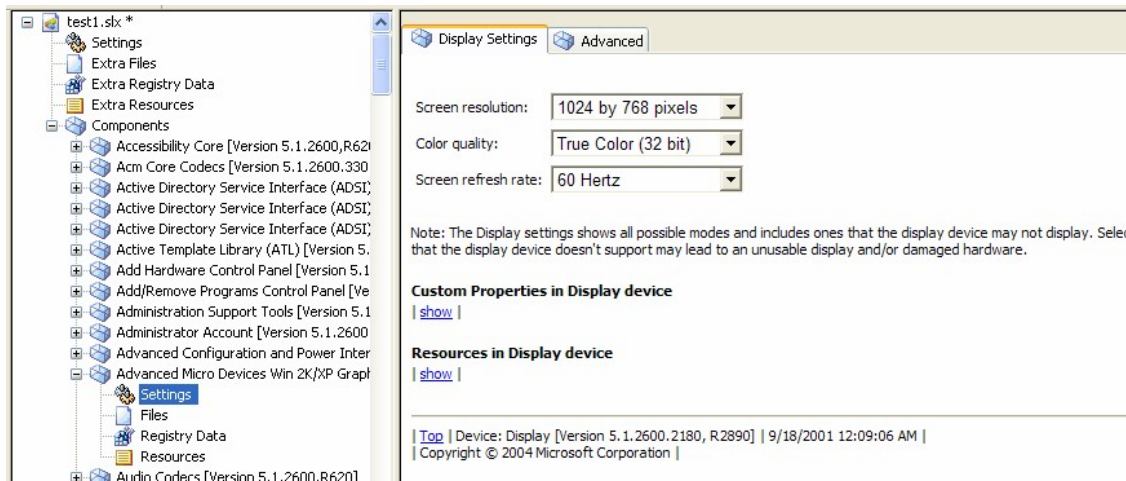 test1.slx *
Settings
Extra Files
Extra Registry Data
Extra Resources
Components
Accessibility Core [Version 5.1.2600,R620
Acm Core Codecs [Version 5.1.2600.330
Active Directory Service Interface (ADSI)
Active Directory Service Interface (ADSI)
Active Directory Service Interface (ADSI)
Active Template Library (ATL) [Version 5.
Add Hardware Control Panel [Version 5.1
Add/Remove Programs Control Panel [Ve
Administration Support Tools [Version 5.1
Administrator Account [Version 5.1.2600
Advanced Configuration and Power Inter
Advanced Micro Devices Win 2K/XP Graph
Settings
Files
Registry Data
Resources
Audio Codecs [Version 5.1.2600,R620]
Display Settings
Advanced
Screen resolution: 1024 by 768 pixels
Color quality: True Color (32 bit)
Screen refresh rate: 60 Hertz
Note: The Display settings shows all possible modes and includes ones that the display device may not display. Selec
that the display device doesn't support may lead to an unusable display and/or damaged hardware.
Custom Properties in Display device
| show |
Resources in Display device
| show |
| Top | Device: Display [Version 5.1.2600.2180, R2890] | 9/18/2001 12:09:06 AM |
| Copyright © 2004 Microsoft Corporation |